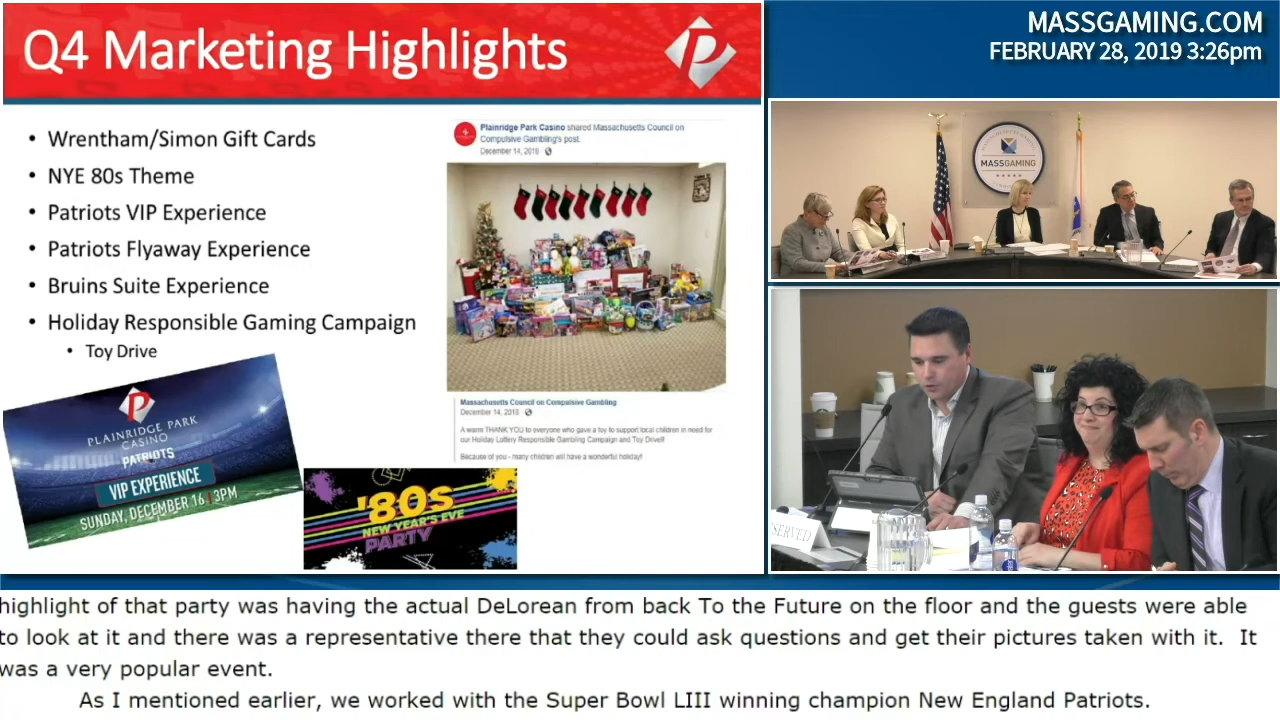 Q4 Marketing Highlights
• Wrentham/Simon Gift Cards
• NYE 80s Theme
• Patriots VIP Experience
• Patriots Flyaway Experience
• Bruins Suite Experience
• Holiday Responsible Gaming Campaign
• Toy Drive
Plainridge Park Casino shared Massachusetts Council on
Compulsive Gambling's post.
December 14, 2018
Massachusetts Council on Compulsive Gambling
December 14, 2018
A warm THANK YOU to everyone who gave a toy to support local children in need for
our Holiday Lottery Responsible Gambling Campaign and Toy Drive!!
Because of you - many children will have a wonderful holiday!
PLAINRIDGE PARK
CASINO
PATRIOTS
VIP EXPERIENCE
SUNDAY, DECEMBER 16 | 3PM
'80s
NEW YEAR'S EVE
PARTY
MASSGAMING.COM
FEBRUARY 28, 2019 3:26pm
MASSGAMING
SERVED
highlight of that party was having the actual DeLorean from back To the Future on the floor and the guests were able
to look at it and there was a representative there that they could ask questions and get their pictures taken with it.  It
was a very popular event.
As I mentioned earlier, we worked with the Super Bowl LIII winning champion New England Patriots.